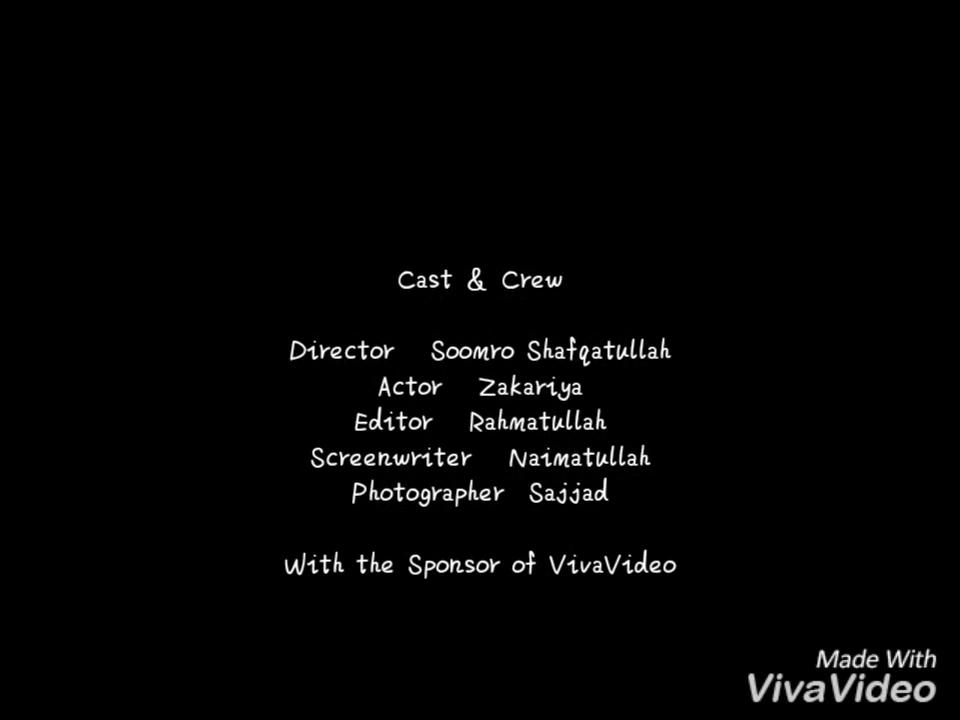 Cast & Crew
Director Soomro Shafqatullah
Actor Zakariya
Editor Rahmatullah
Screenwriter Naimatullah
Photographer Sajjad
With the Sponsor of VivaVideo
Made With
VivaVideo